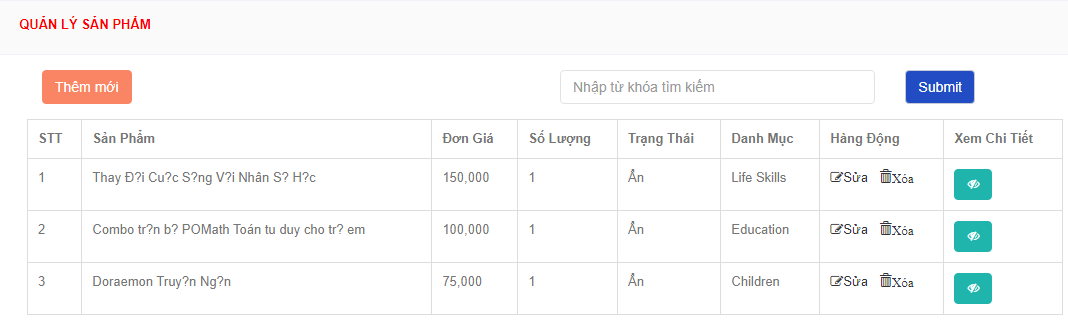 QUẢN LÝ SẢN PHẨM
Thêm mới Nhập từ khóa tìm kiếm Submit
STT Sản Phẩm Đơn Giá Số Lượng Trạng Thái Danh Mục Hàng Động Xem Chi Tiết
1 Thay Đ?i Cu?c S?ng V?i Nhân S? H?c 150,000 1 Ẩn Life Skills Sửa Xóa
2 Combo tr?n b? POMath Toán tu duy cho tr? em 100,000 1 Ẩn Education Sửa Xóa
3 Doraemon Truy?n Ng?n 75,000 1 Ẩn Children Sửa Xóa